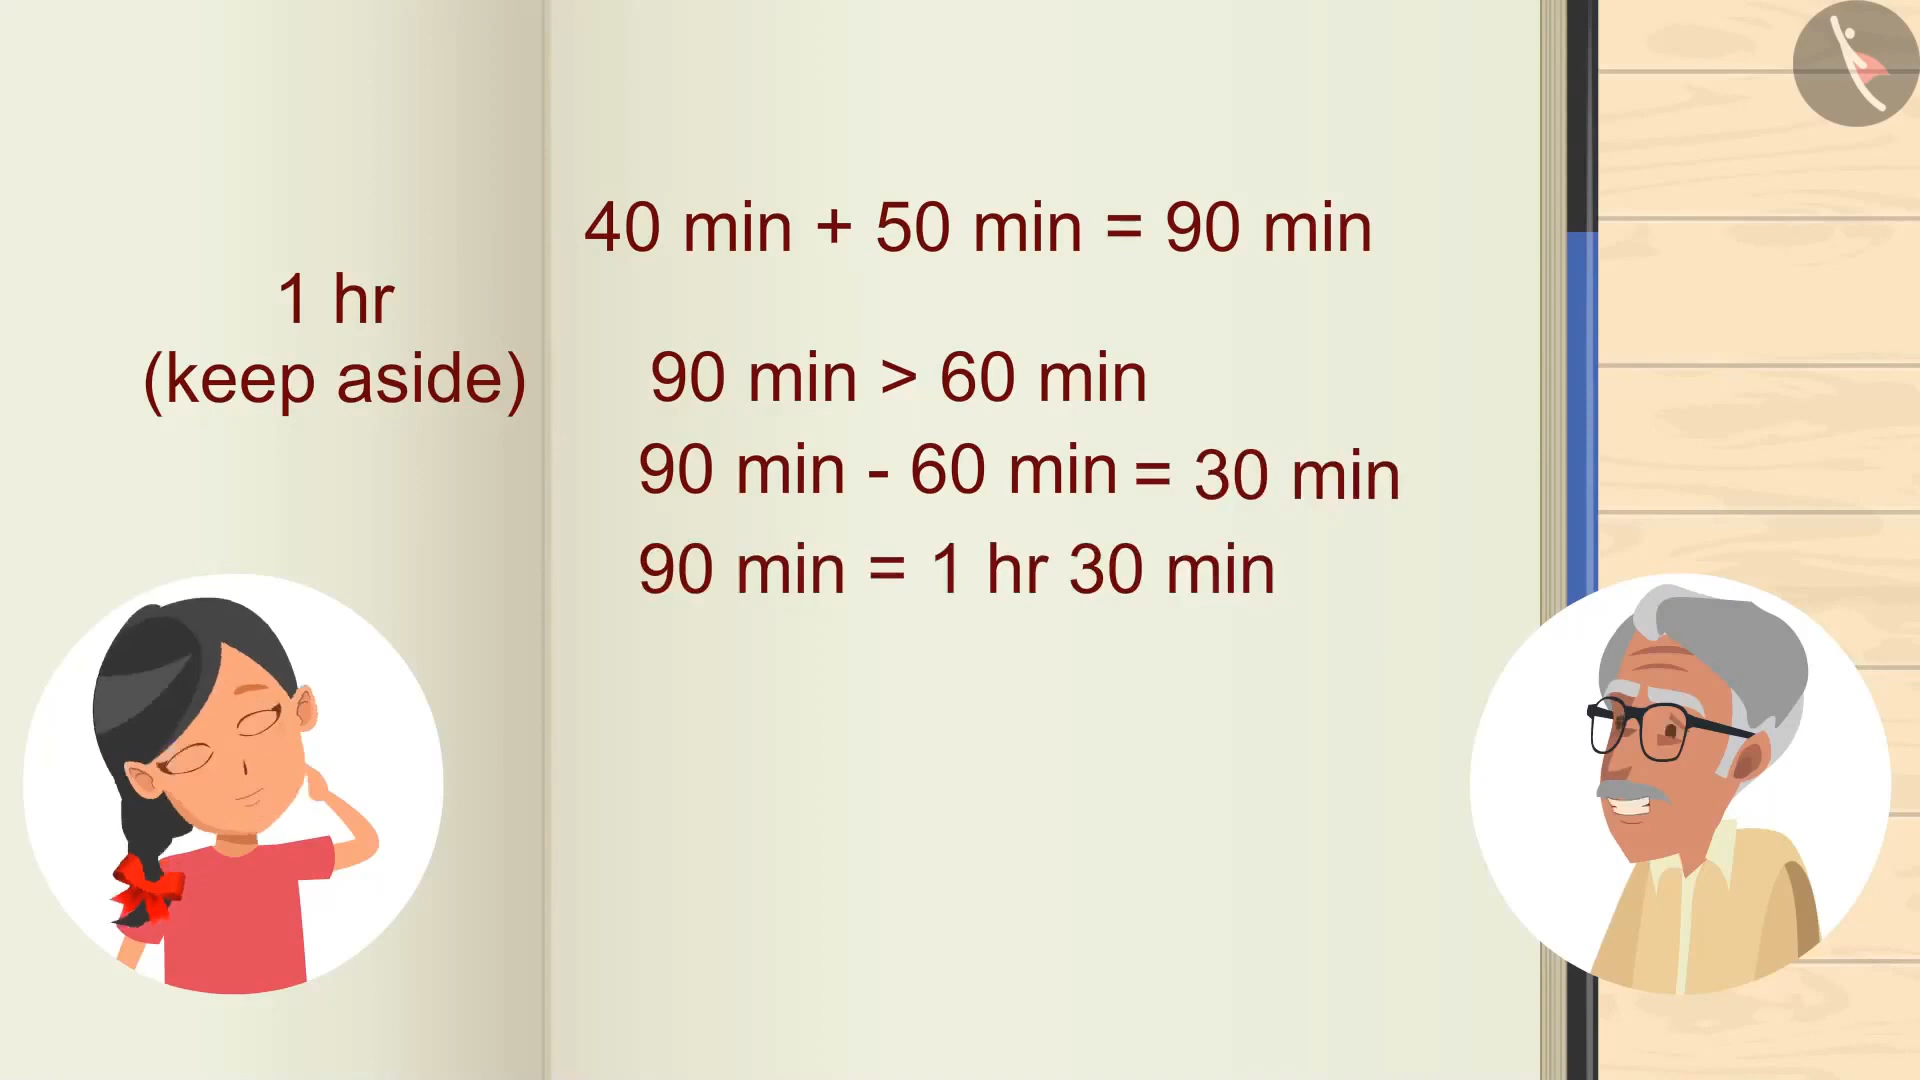 40 min + 50 min = 90 min
1 hr
(keep aside)
90 min > 60 min
90 min - 60 min = 30 min
90 min = 1 hr 30 min